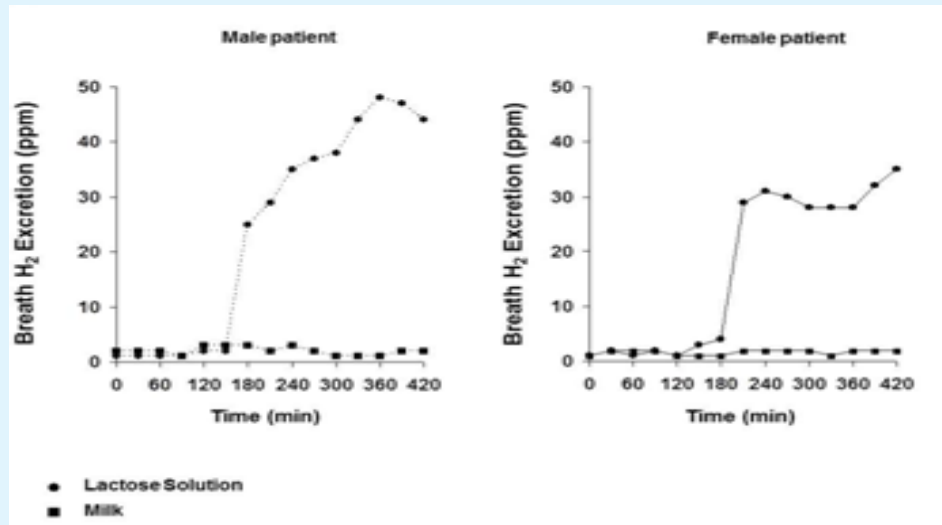 Male patient
Breath H₂ Excretion (ppm)
50
40
30
20
10
0
0 60 120 180 240 300 360 420
Time (min)
Female patient
Breath H₂ Excretion (ppm)
50
40
30
20
10
0
0 60 120 180 240 300 360 420
Time (min)
Lactose Solution
Milk